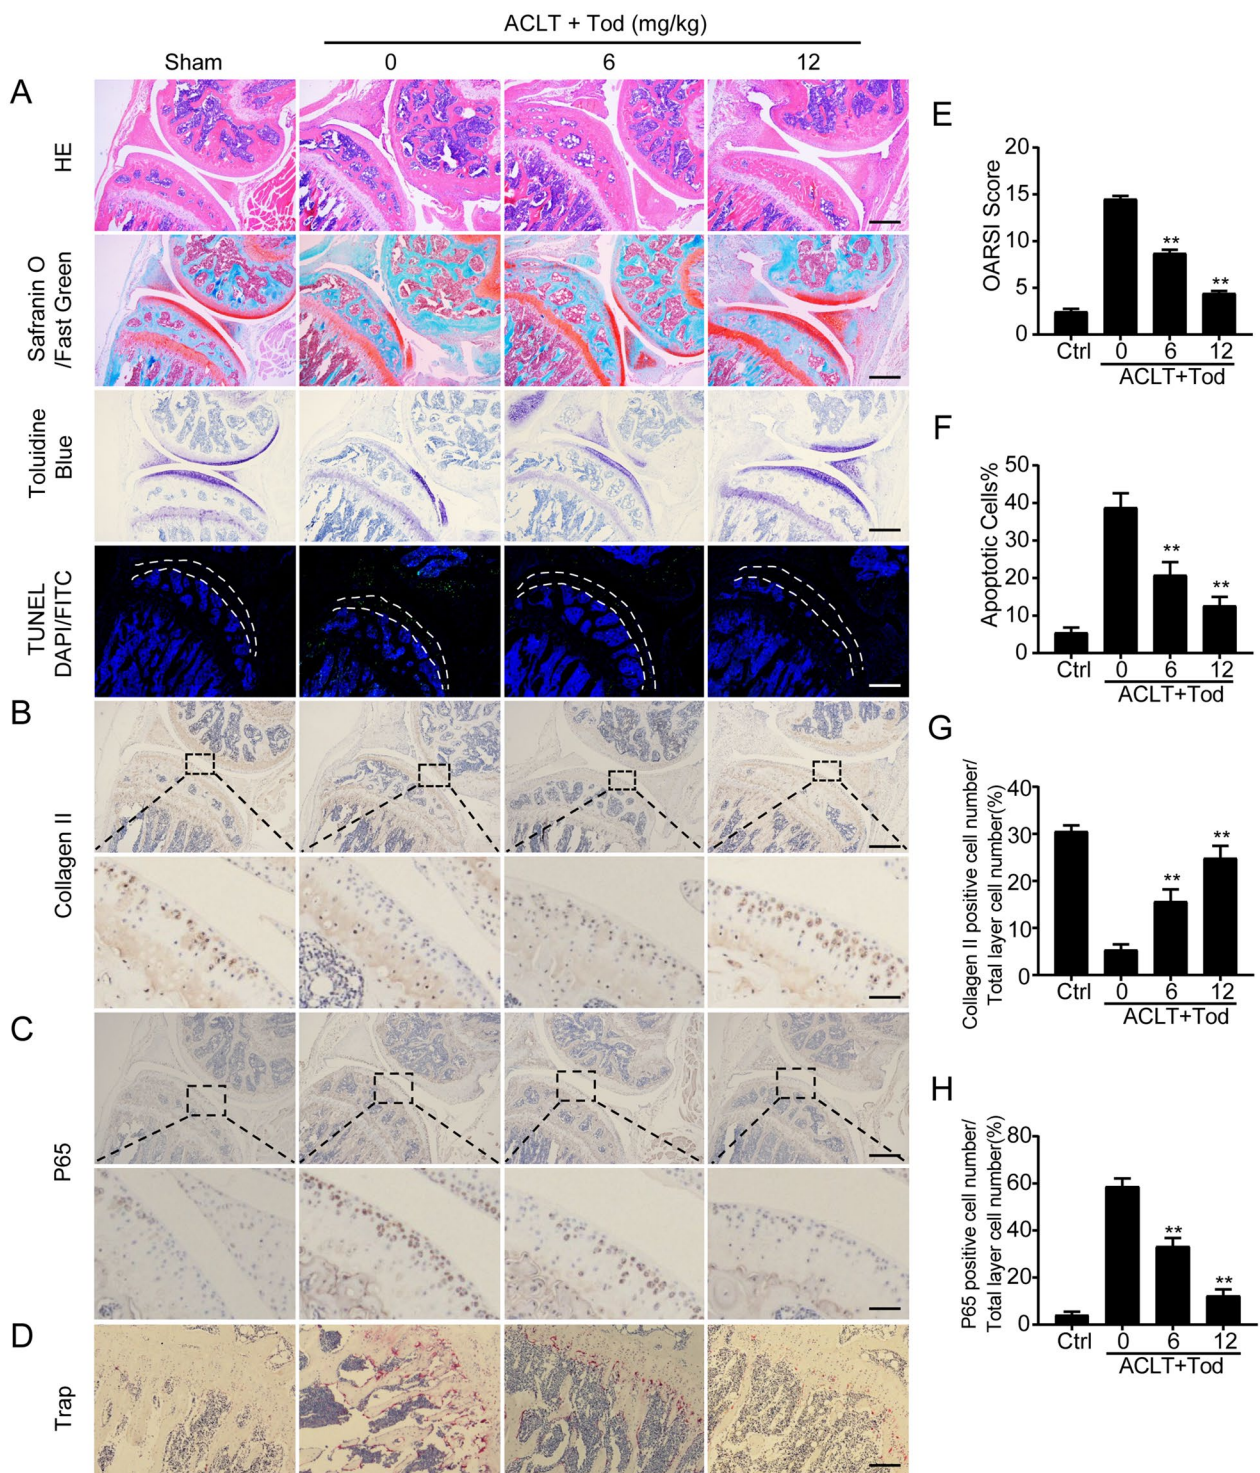 ACLT + Tod (mg/kg)
Sham
0
6
12
A
HE
Safranin O
/Fast Green
Toluidine
Blue
TUNEL
DAPI/FITC
B
Collagen II
C
P65
D
Trap
E
OARSI Score
20
15
10
5
0
**
**
Ctrl
0
6
12
ACLT+Tod
F
Apoptotic Cells%
50
40
30
20
10
0
**
**
Ctrl
0
6
12
ACLT+Tod
G
Collagen II positive cell number/
Total layer cell number(%)
40
30
20
10
0
**
**
Ctrl
0
6
12
ACLT+Tod
H
P65 positive cell number/
Total layer cell number(%)
80
60
40
20
0
**
**
Ctrl
0
6
12
ACLT+Tod